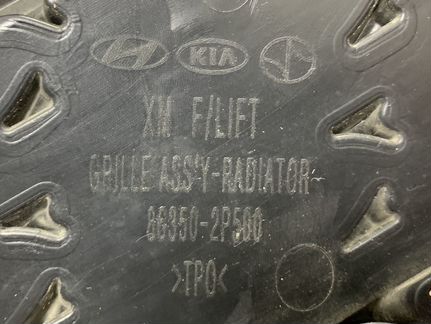 KIA
XM F/LIFT
GRILLE ASS'Y-RADIATOR
86350-2P500
>TPO<